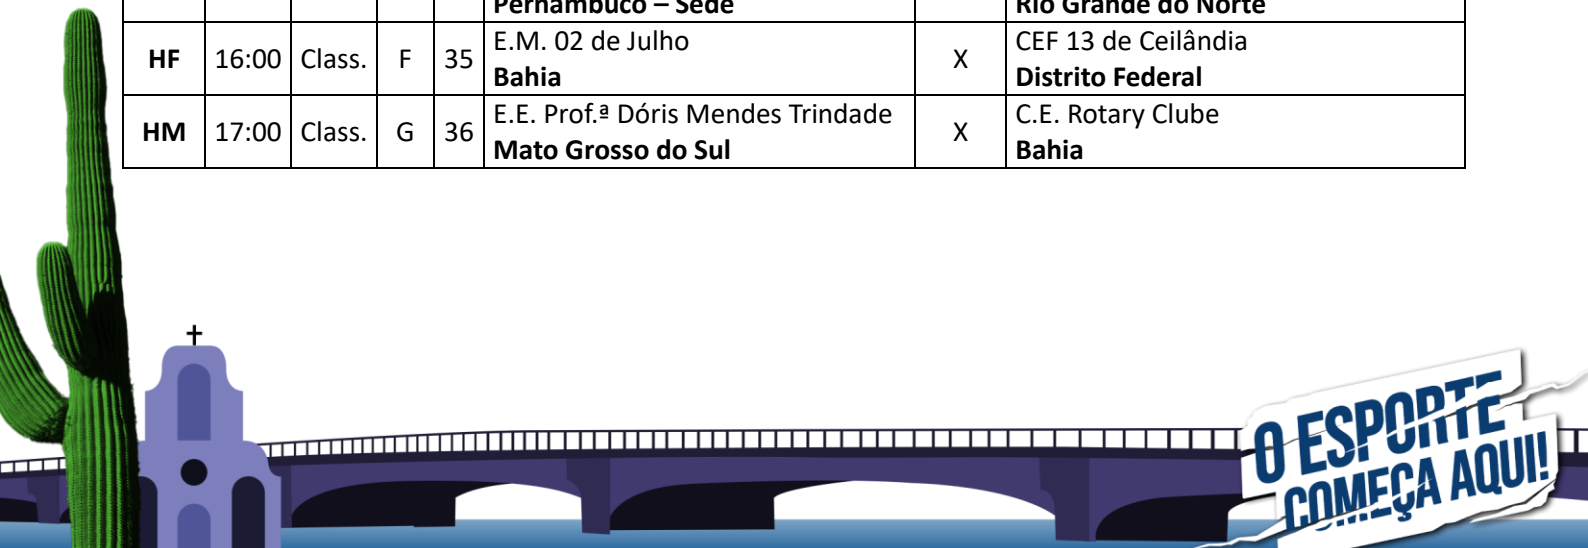 Pernambuco – Sede Rio Grande do Norte
HF 16:00 Class. F 35 E.M. 02 de Julho X CEF 13 de Ceilândia
Bahia Distrito Federal
HM 17:00 Class. G 36 E.E. Prof.ª Dóris Mendes Trindade X C.E. Rotary Clube
Mato Grosso do Sul Bahia
O ESPORTE
COMEÇA AQUI!